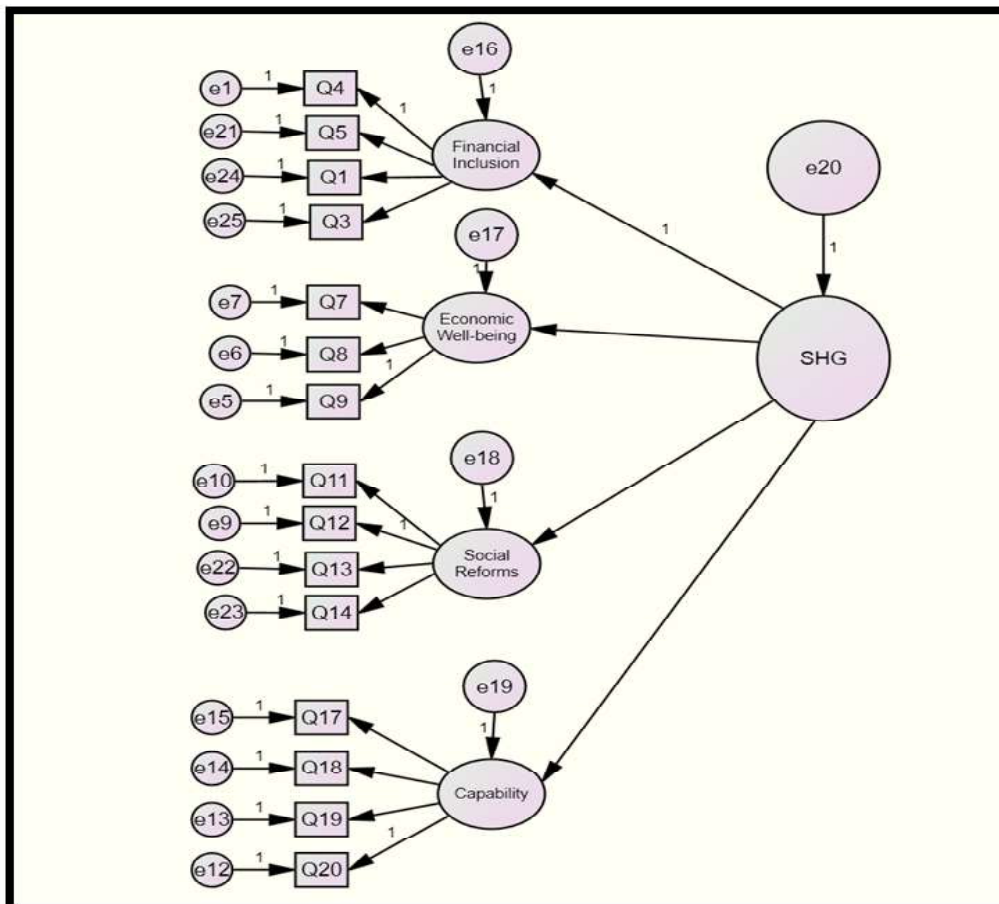 e16
1
e1
1
Q4
1
Financial
Inclusion
e21
1
Q5
e24
1
Q1
e25
1
Q3
e20
1
1
e17
1
e7
1
Q7
Economic
Well-being
e6
1
Q8
e5
1
Q9
1
SHG
e18
1
e10
1
Q11
e9
1
Q12
1
Social
Reforms
e22
1
Q13
e23
1
Q14
e19
1
e15
1
Q17
e14
1
Q18
Capability
e13
1
Q19
1
e12
1
Q20